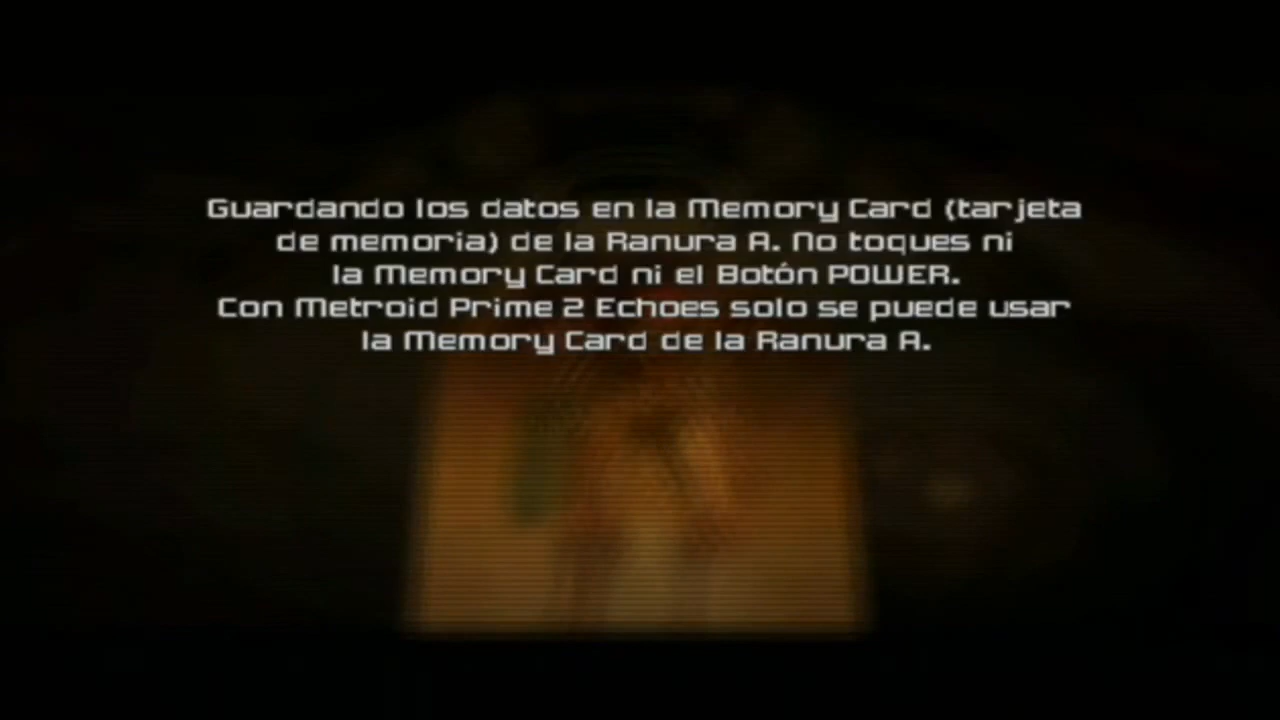 Guardando los datos en la Memory Card (tarjeta
de memoria) de la Ranura A. No toques ni
la Memory Card ni el Botón POWER.
Con Metroid Prime 2 Echoes solo se puede usar
la Memory Card de la Ranura A.